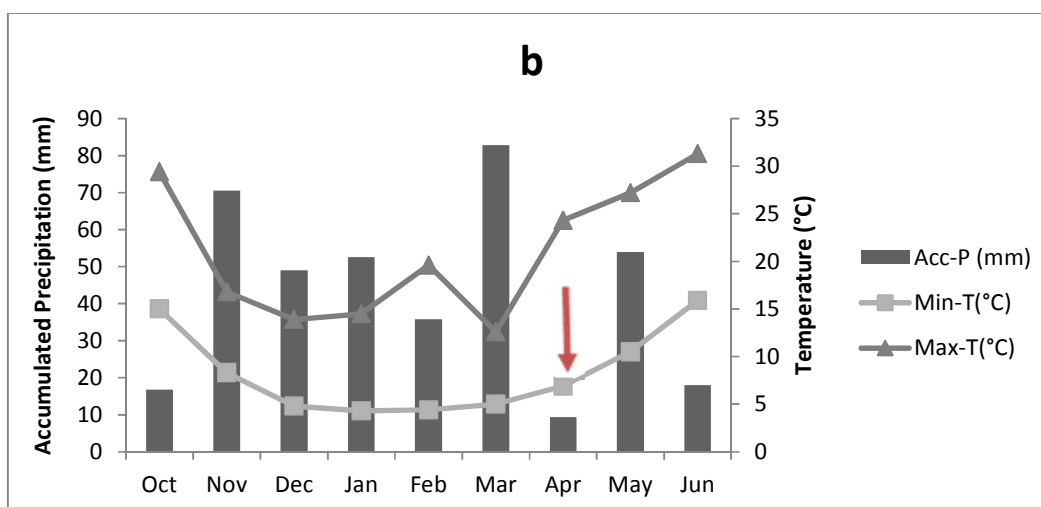 b
Accumulated Precipitation (mm)
90
80
70
60
50
40
30
20
10
0
35
30
25
20
15
10
5
0
Temperature (°C)
Oct Nov Dec Jan Feb Mar Apr May Jun
Acc-P (mm)
Min-T(°C)
Max-T(°C)